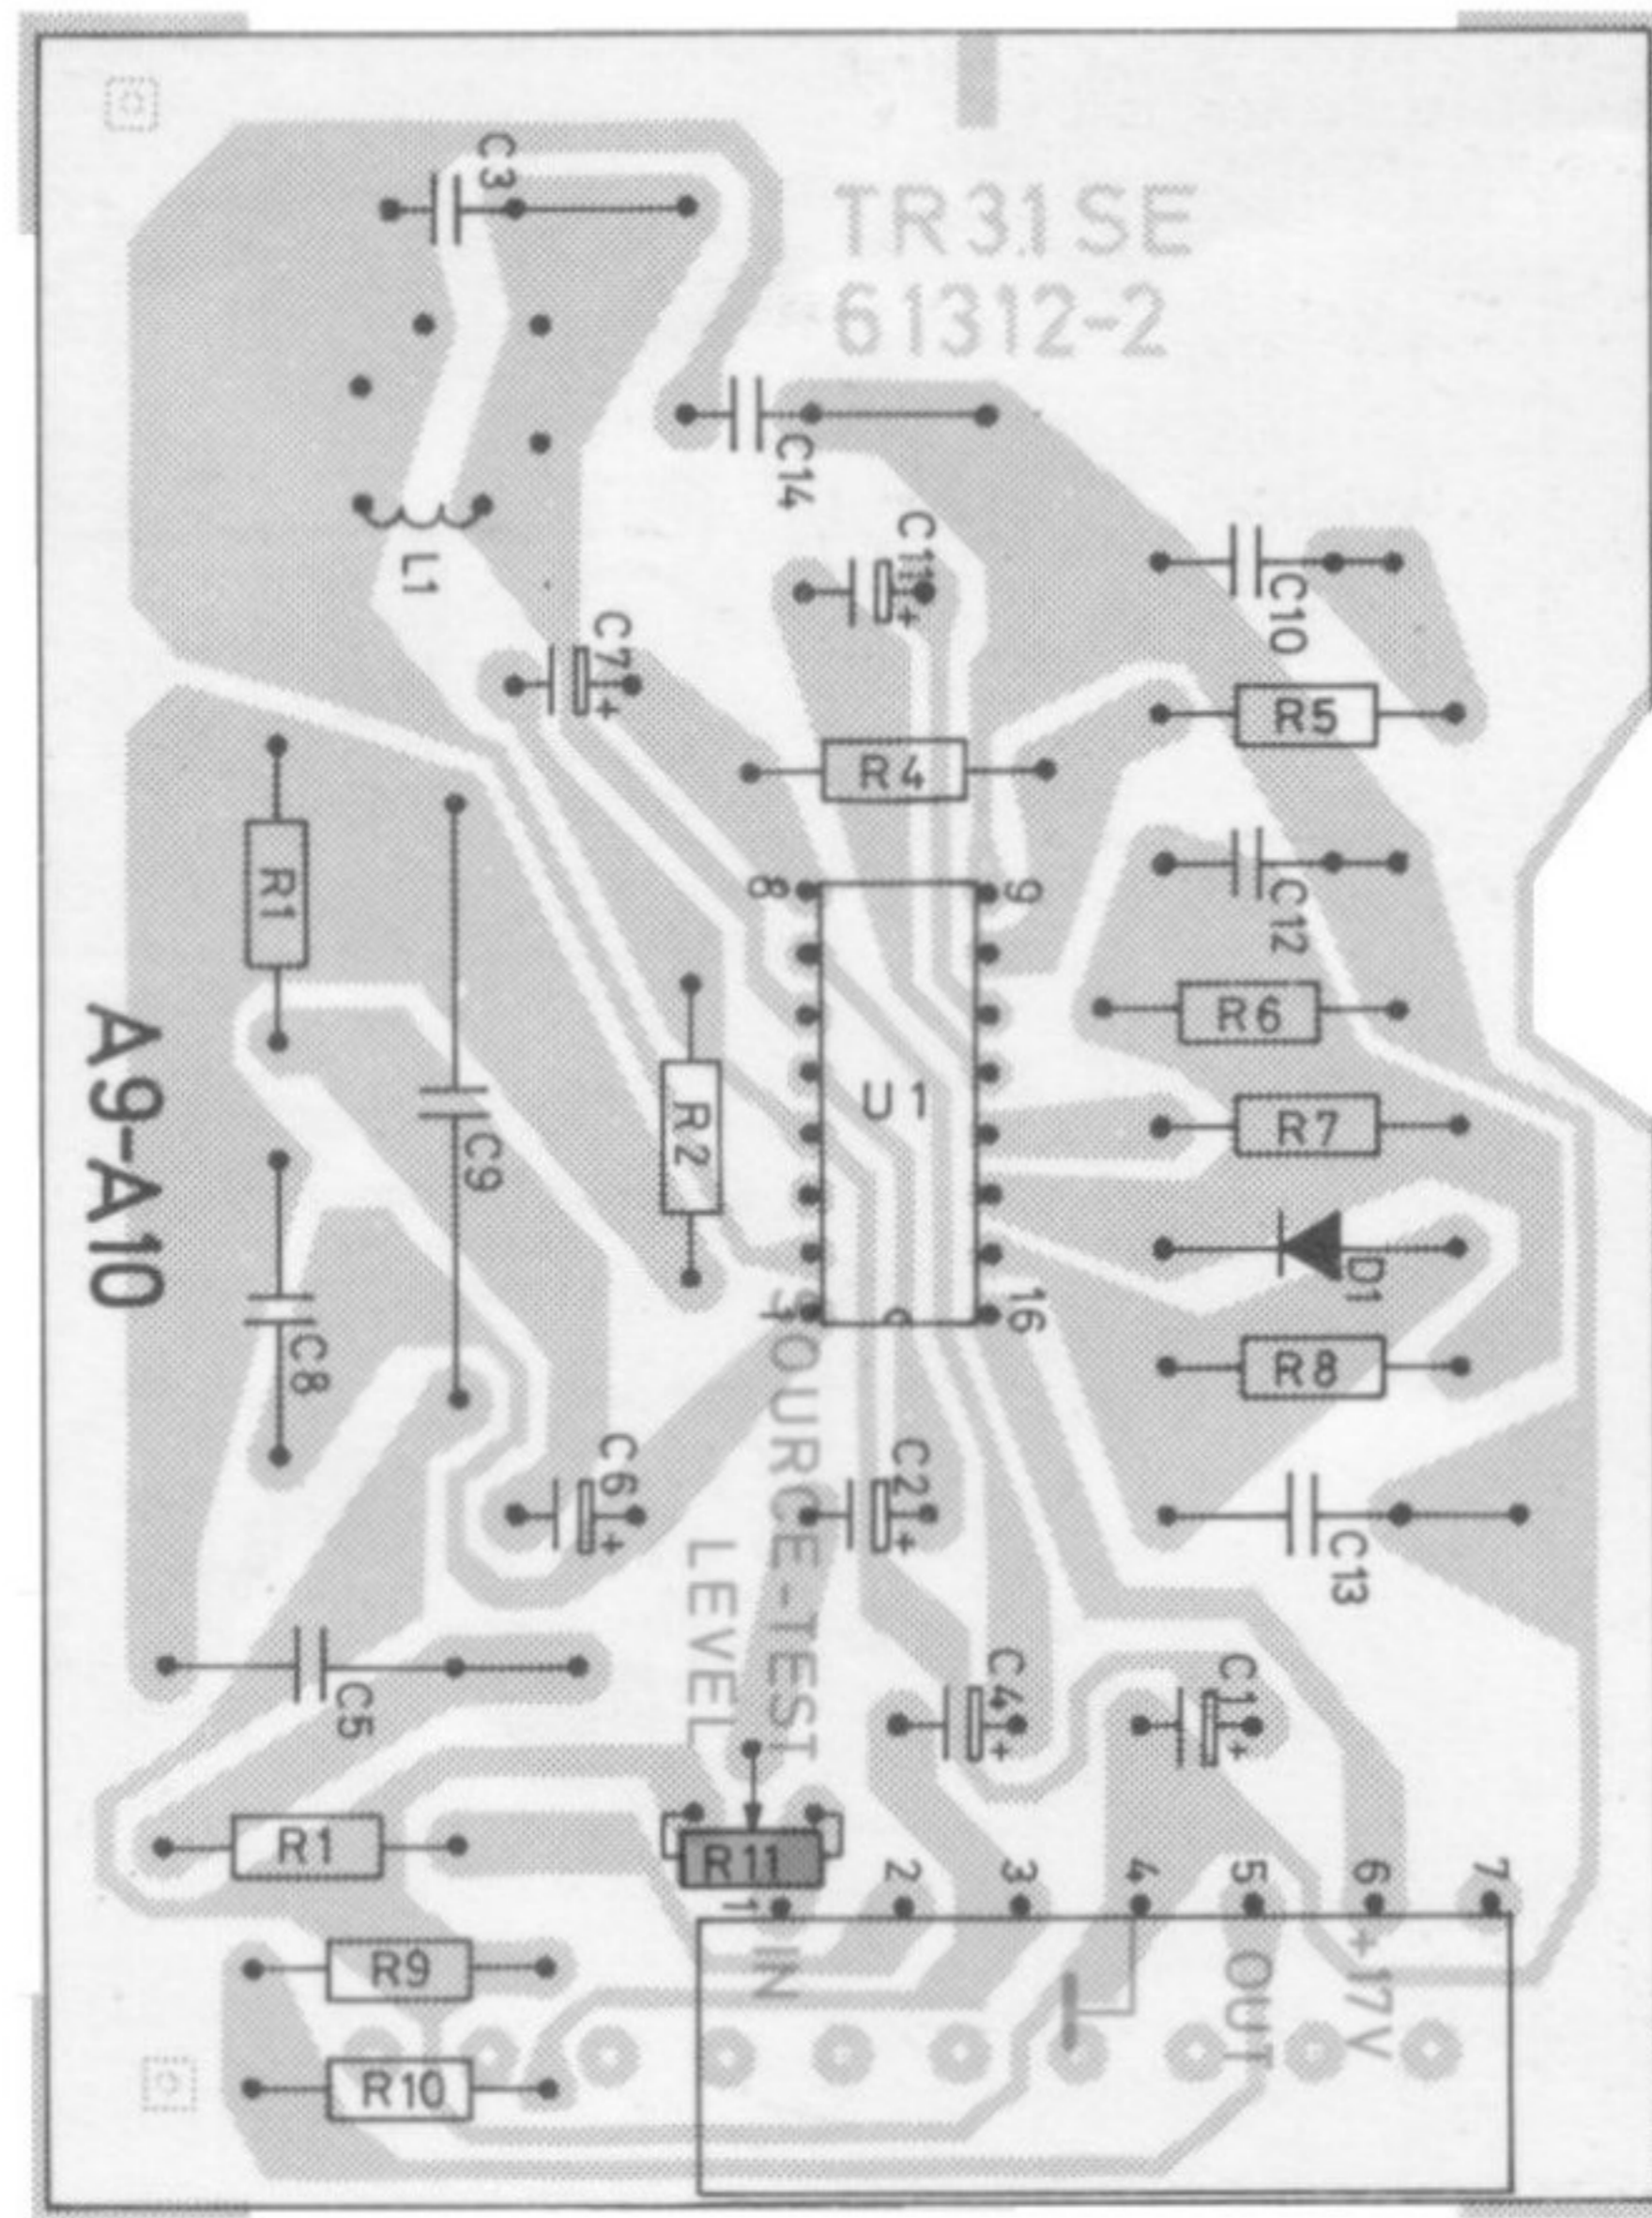 C3
TR31SE
61312-2
C14
L1
C11
+
C10
C7
+
R5
R4
R1
8
9
C12
R6
U1
R7
R2
C9
A9-A10
D1
1
16
R8
C8
C6
+
C2
+
C13
SOURCE-TEST
LEVEL
C5
C4
+
C1
+
R1
R11
1
2
3
4
5
6
7
IN
OUT
+17V
R9
R10